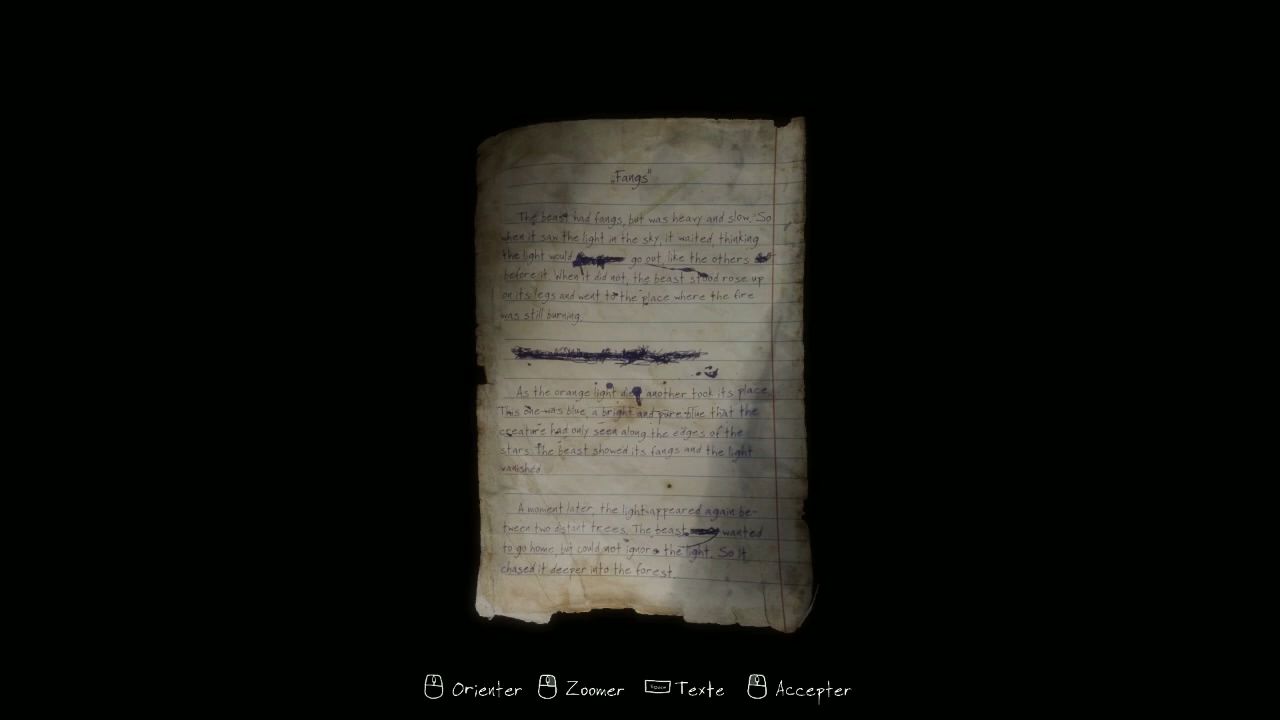 „Fangs"
The beast had fangs, but was heavy and slow. So
when it saw the light in the sky, it waited, thinking
the light would go out, like the others
before it. When it did not, the beast stood rose up
on its legs and went to the place where the fire
was still burning.
As the orange light died another took its place.
This one was blue, a bright and pure blue that the
creature had only seen along the edges of the
stars. The beast showed its fangs and the light
vanished.
A moment later, the light appeared again be-
tween two distant trees. The beast wanted
to go home, but could not ignore the light. So it
chased it deeper into the forest.
Orienter Zoomer Texte Accepter